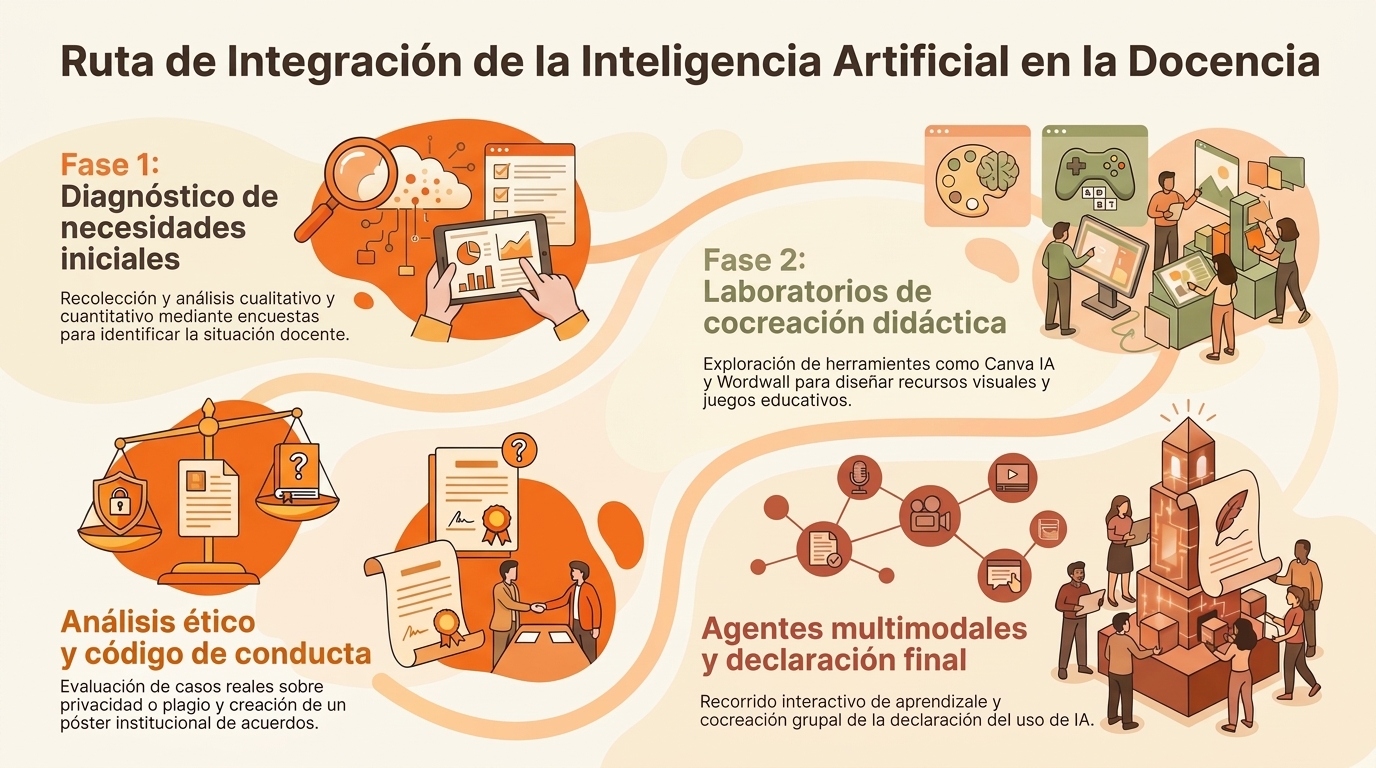 Ruta de Integración de la Inteligencia Artificial en la Docencia
Fase 1:
Diagnóstico de
necesidades
iniciales
Recolección y análisis cualitativo y
cuantitativo mediante encuestas
para identificar la situación docente.
Fase 2:
Laboratorios de
cocreación didáctica
Exploración de herramientes como Canva IA
y Wordwall para diseñar recursos visuales y
juegos educativos.
Análisis ético
y código de conducta
Evaluación de casos reales sobre
privacidad o plagio y creación de un
póster institucional de acuerdos.
Agentes multimodales
y declaración final
Recorrido interactivo de aprendizale y
cocreación grupal de la declaración del uso de IA.